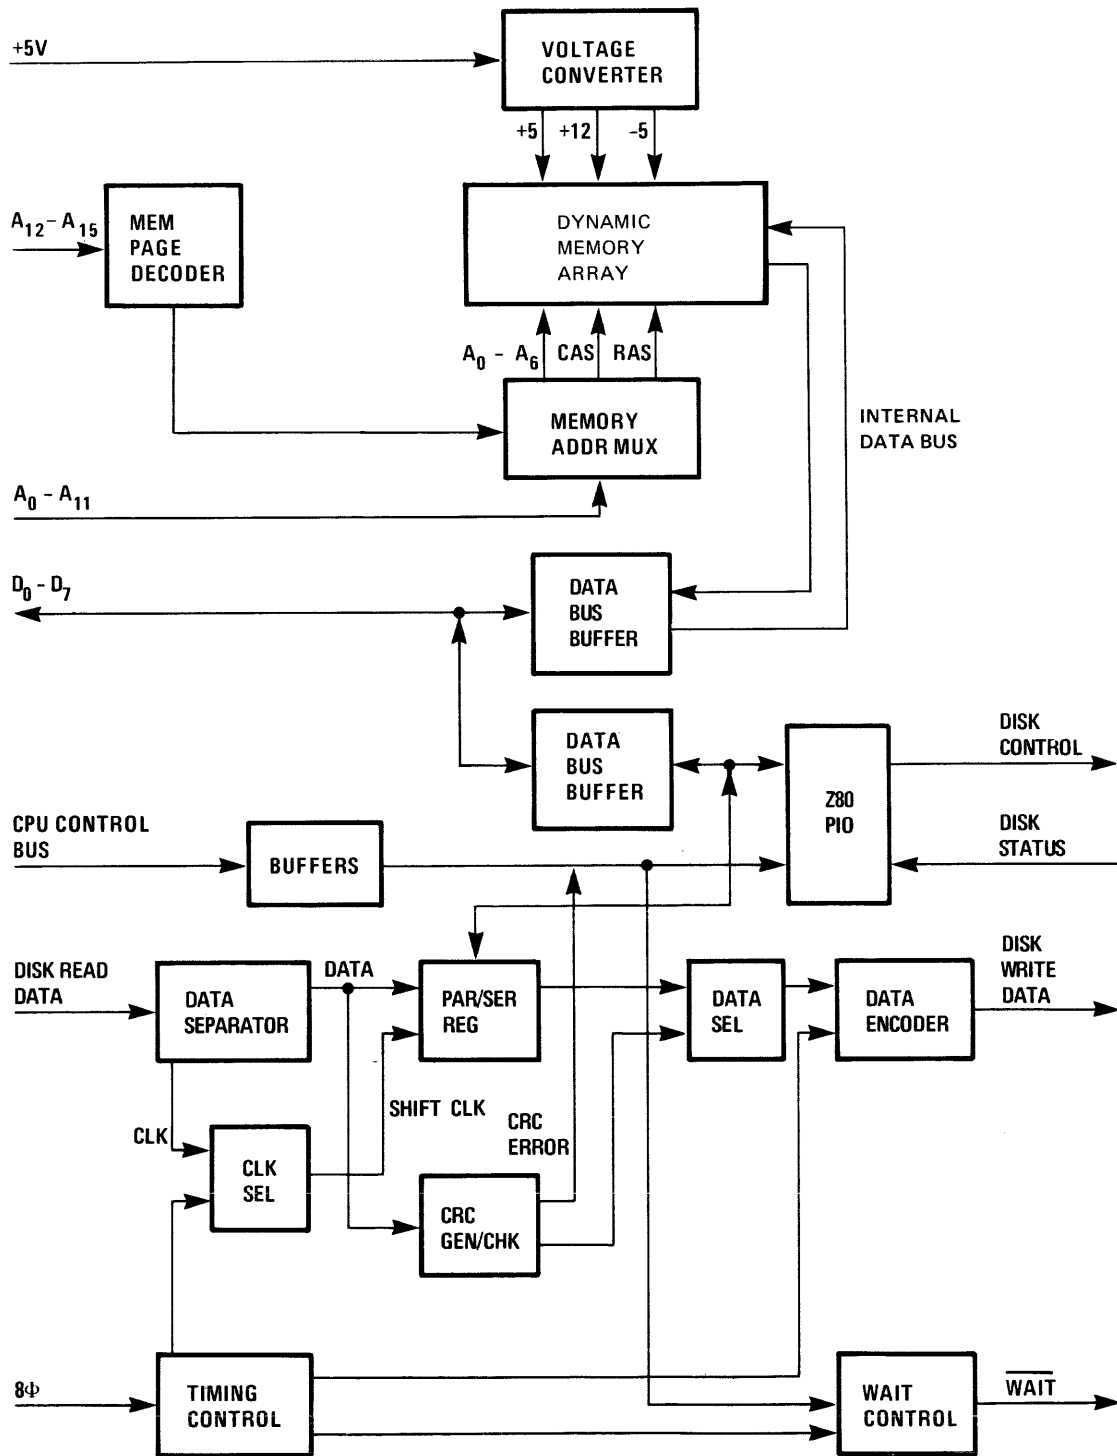 +5V
VOLTAGE
CONVERTER
+5 +12 -5
A12 - A15
MEM
PAGE
DECODER
DYNAMIC
MEMORY
ARRAY
A0 - A6 CAS RAS
MEMORY
ADDR MUX
INTERNAL
DATA BUS
A0 - A11
D0 - D7
DATA
BUS
BUFFER
DATA
BUS
BUFFER
DISK
CONTROL
Z80
PIO
DISK
STATUS
CPU CONTROL
BUS
BUFFERS
DISK READ
DATA
DATA
SEPARATOR
DATA
PAR/SER
REG
DATA
SEL
DATA
ENCODER
DISK
WRITE
DATA
CLK
CLK
SEL
SHIFT CLK
CRC
ERROR
CRC
GEN/CHK
8Φ
TIMING
CONTROL
WAIT
CONTROL
WAIT